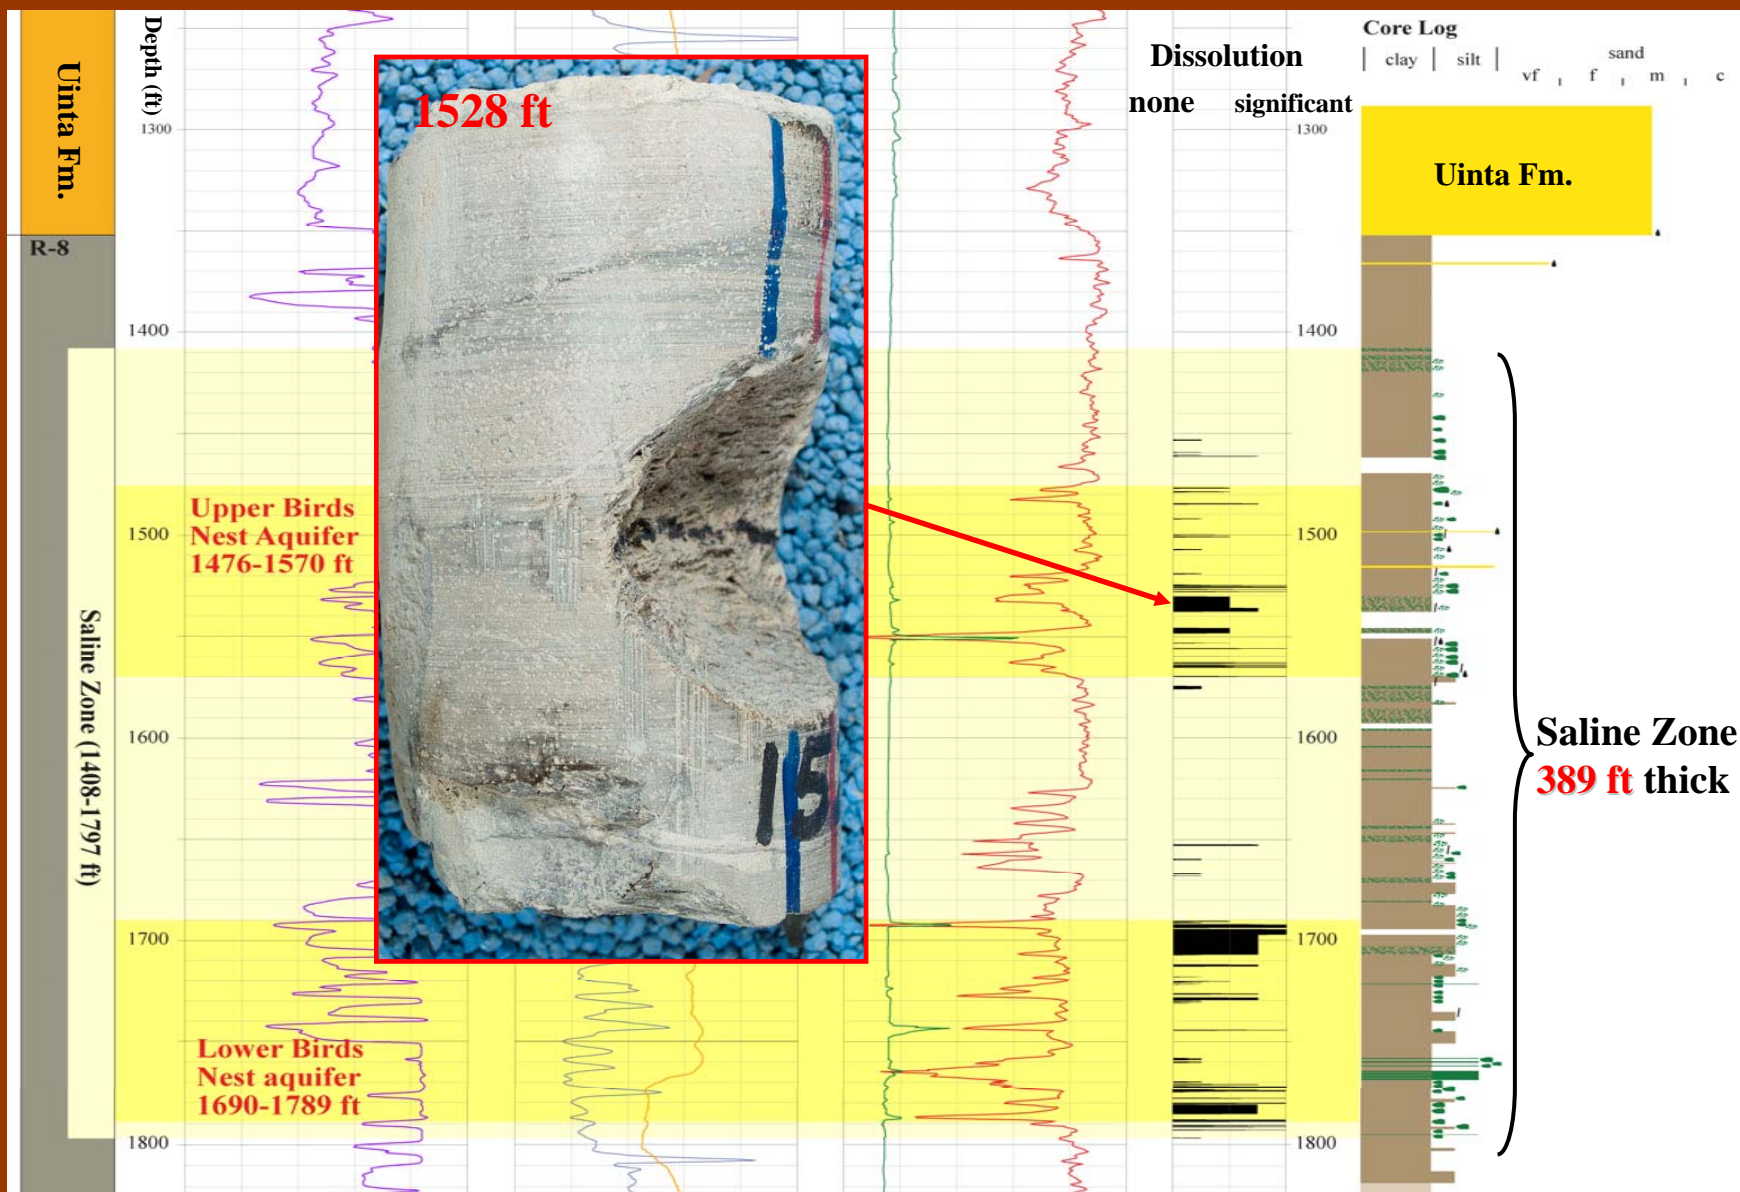 Uinta Fm.
R-8
Saline Zone (1408-1797 ft)
Depth (ft)
1300
1400
1500
1600
1700
1800
Upper Birds
Nest Aquifer
1476-1570 ft
Lower Birds
Nest aquifer
1690-1789 ft
1528 ft
15
Dissolution
none significant
1300
1400
1500
1600
1700
1800
Core Log
clay silt sand
vf f m c
Uinta Fm.
Saline Zone
389 ft thick